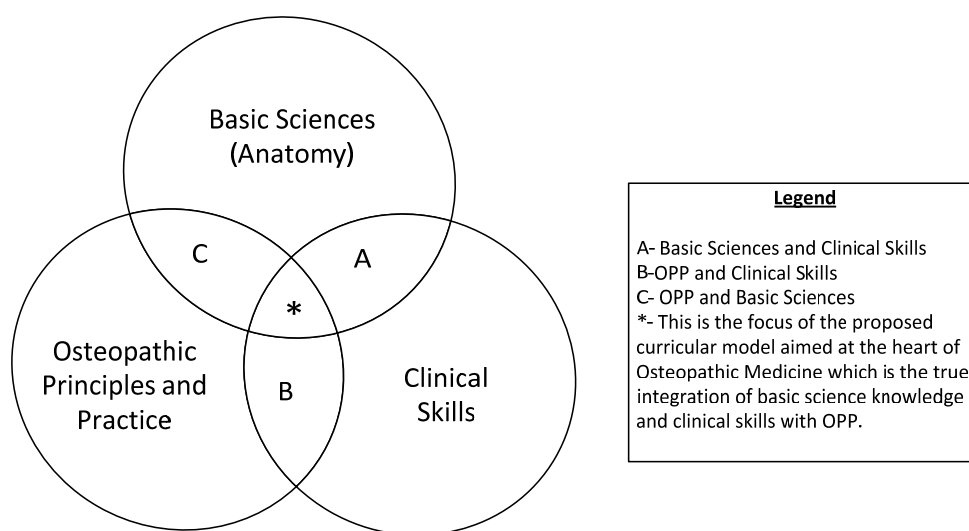 Basic Sciences
(Anatomy)
C
A
*
Osteopathic
Principles and
Practice
B
Clinical
Skills
Legend
A- Basic Sciences and Clinical Skills
B-OPP and Clinical Skills
C- OPP and Basic Sciences
*- This is the focus of the proposed
curricular model aimed at the heart of
Osteopathic Medicine which is the true
integration of basic science knowledge
and clinical skills with OPP.